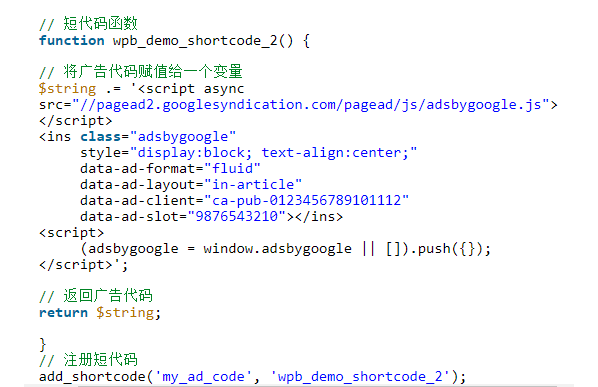 // 短代码函数
function wpb_demo_shortcode_2() {
// 将广告代码赋值给一个变量
$string .= '<script async
src="//pagead2.googlesyndication.com/pagead/js/adsbygoogle.js">
</script>
<ins class="adsbygoogle"
     style="display:block; text-align:center;"
     data-ad-format="fluid"
     data-ad-layout="in-article"
     data-ad-client="ca-pub-0123456789101112"
     data-ad-slot="9876543210"></ins>
<script>
     (adsbygoogle = window.adsbygoogle || []).push({});
</script>';
// 返回广告代码
return $string;
}
// 注册短代码
add_shortcode('my_ad_code', 'wpb_demo_shortcode_2');